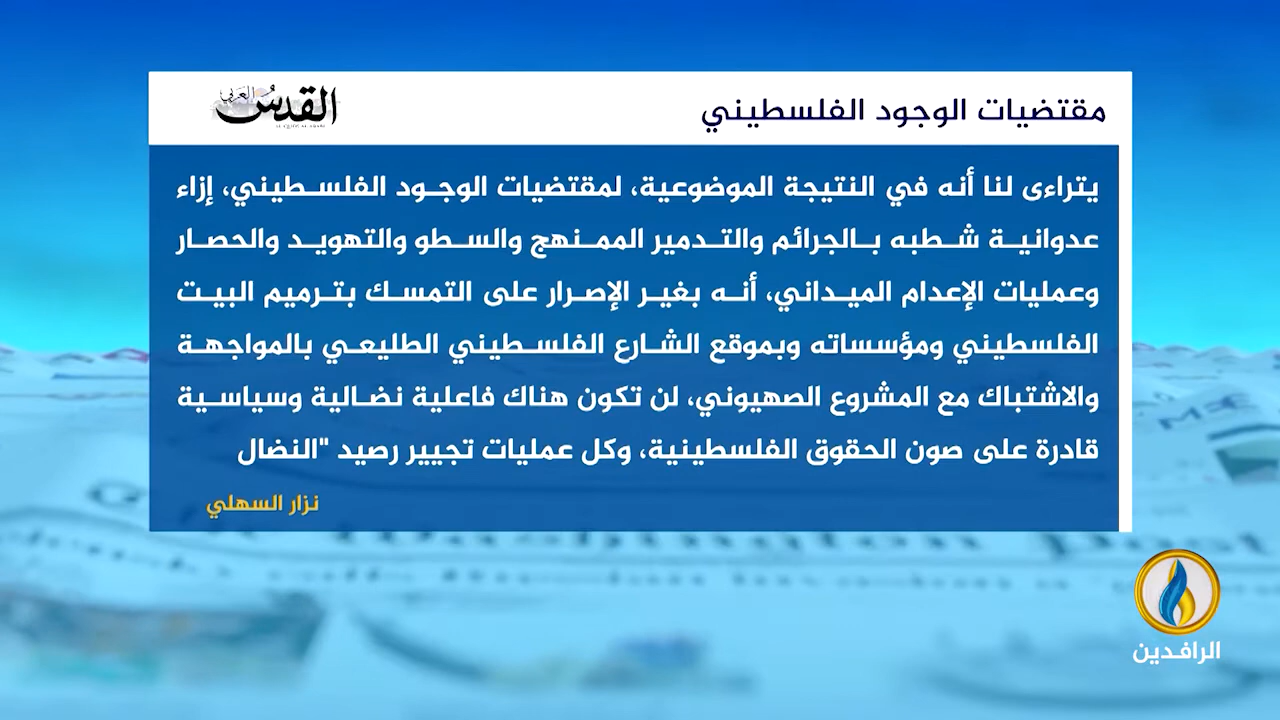 مقتضيات الوجود الفلسطيني
القدس العربي
يتراءى لنا أنه في النتيجة الموضوعية، لمقتضيات الوجود الفلسطيني، إزاء
عدوانية شطبه بالجرائم والتدمير الممنهج والسطو والتهويد والحصار
وعمليات الإعدام الميداني، أنه بغير الإصرار على التمسك بترميم البيت
الفلسطيني ومؤسساته وبموقع الشارع الفلسطيني الطليعي بالمواجهة
والاشتباك مع المشروع الصهيوني، لن تكون هناك فاعلية نضالية وسياسية
قادرة على صون الحقوق الفلسطينية، وكل عمليات تجيير رصيد "النضال
نزار السهلي
الرافدين